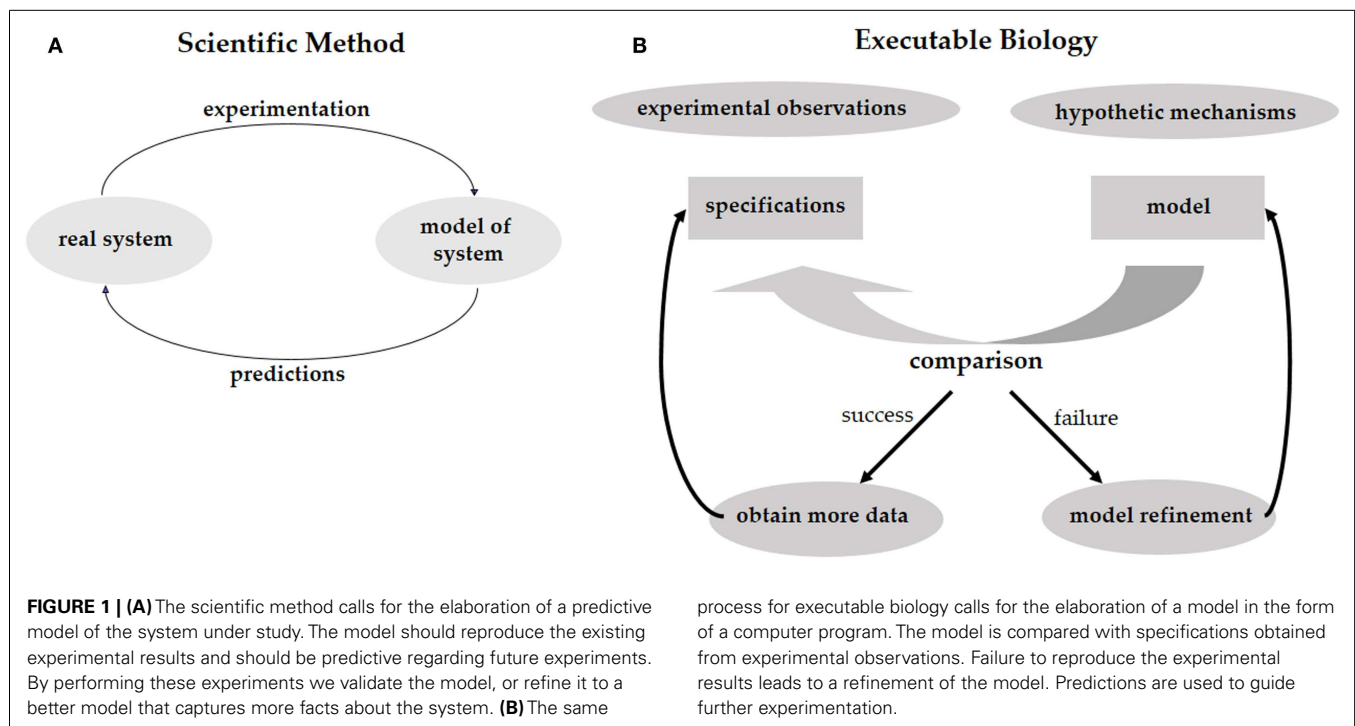 A
Scientific Method
experimentation
real system
model of
system
predictions
B
Executable Biology
experimental observations
hypothetic mechanisms
specifications
model
comparison
success
failure
obtain more data
model refinement
FIGURE 1 | (A) The scientific method calls for the elaboration of a predictive
model of the system under study. The model should reproduce the existing
experimental results and should be predictive regarding future experiments.
By performing these experiments we validate the model, or refine it to a
better model that captures more facts about the system. (B) The same
process for executable biology calls for the elaboration of a model in the form
of a computer program. The model is compared with specifications obtained
from experimental observations. Failure to reproduce the experimental
results leads to a refinement of the model. Predictions are used to guide
further experimentation.